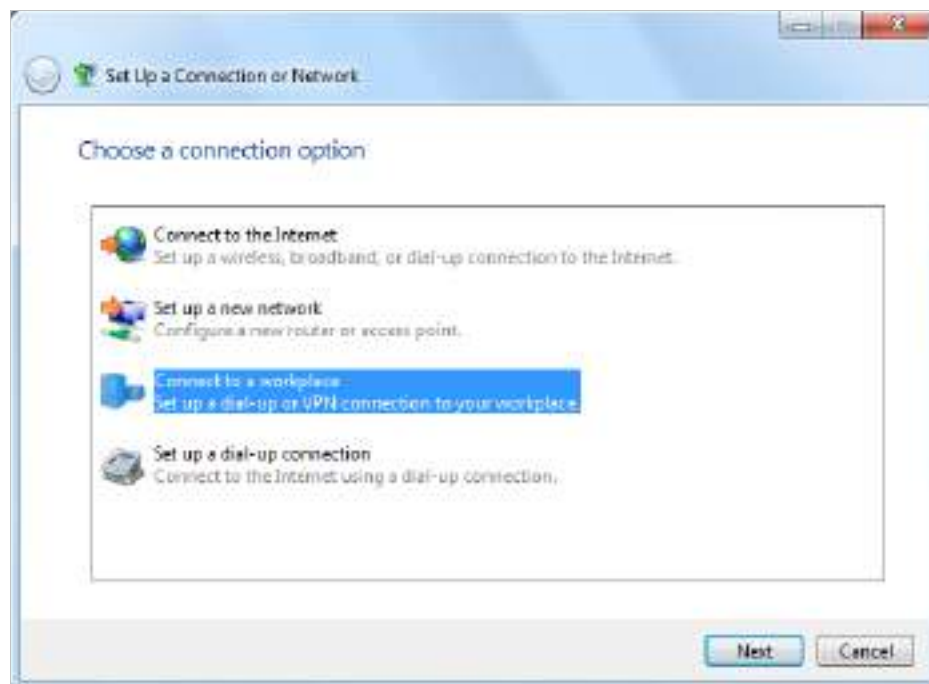 Set Up a Connection or Network
Choose a connection option
Connect to the Internet
Set up a wireless, broadband, or dial-up connection to the Internet.
Set up a new network
Configure a new router or access point.
Connect to a workplace
Set up a dial-up or VPN connection to your workplace.
Set up a dial-up connection
Connect to the Internet using a dial-up connection.
Next
Cancel